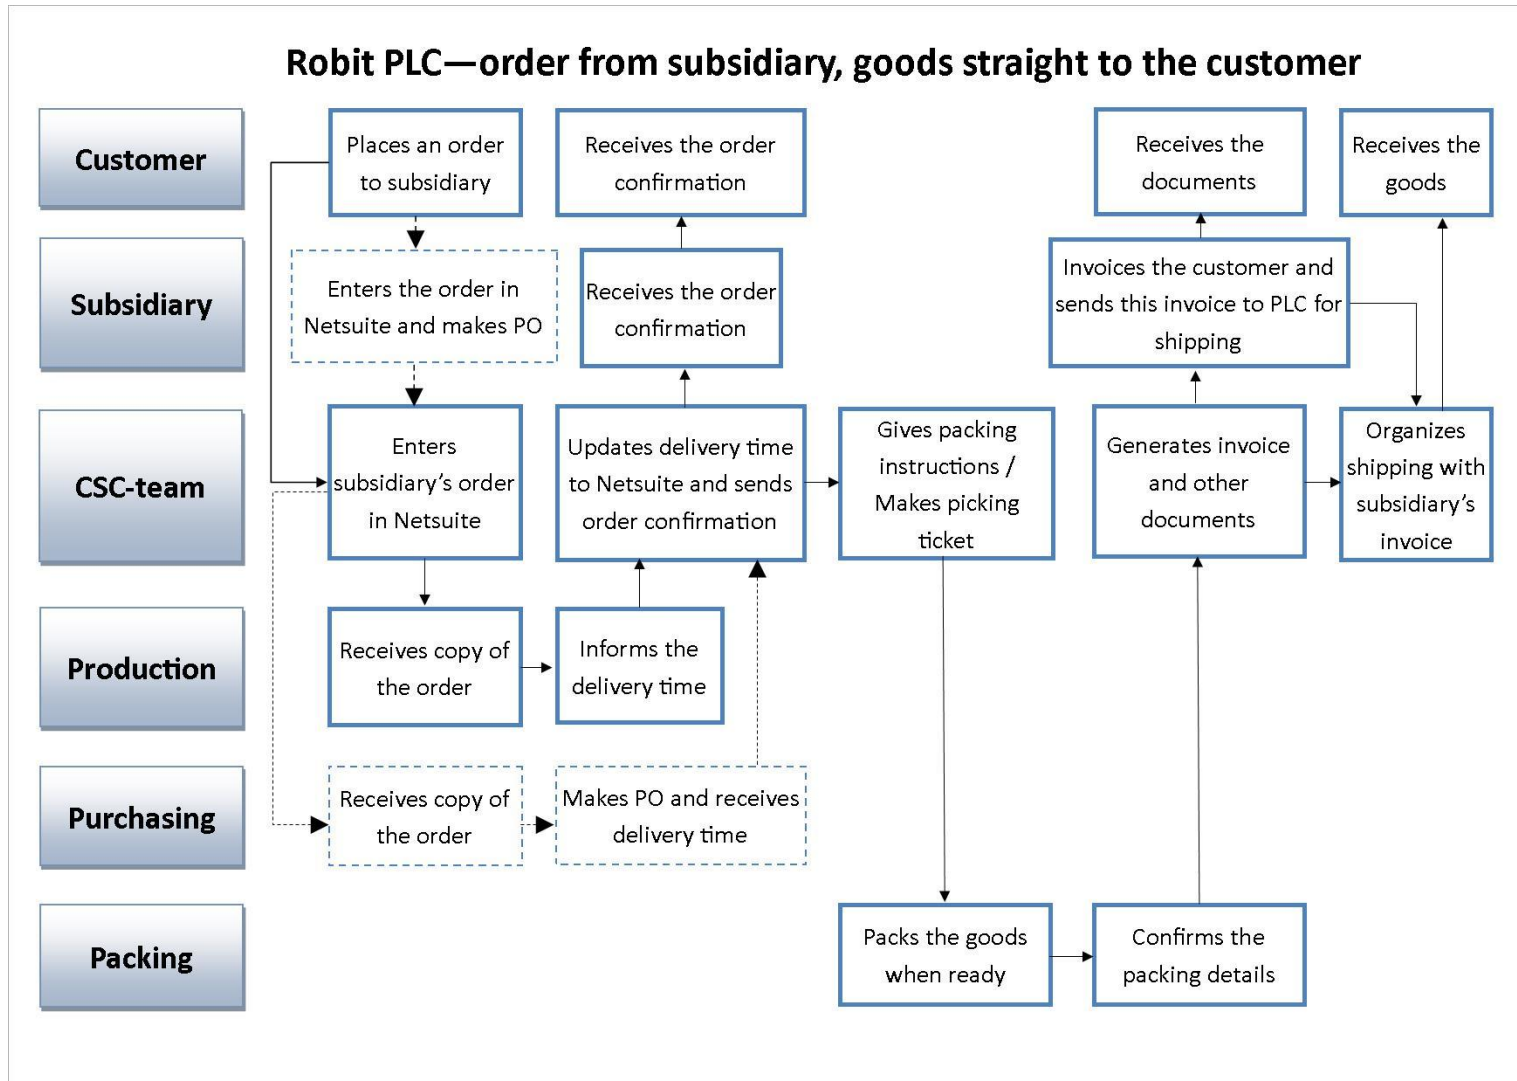 Robit PLC—order from subsidiary, goods straight to the customer
Customer
Places an order
to subsidiary
Receives the order
confirmation
Receives the
documents
Receives the
goods
Subsidiary
Enters the order in
Netsuite and makes PO
Receives the order
confirmation
Invoices the customer and
sends this invoice to PLC for
shipping
CSC-team
Enters
subsidiary’s order
in Netsuite
Updates delivery time
to Netsuite and sends
order confirmation
Gives packing
instructions /
Makes picking
ticket
Generates invoice
and other
documents
Organizes
shipping with
subsidiary’s
invoice
Production
Receives copy of
the order
Informs the
delivery time
Purchasing
Receives copy of
the order
Makes PO and receives
delivery time
Packing
Packs the goods
when ready
Confirms the
packing details